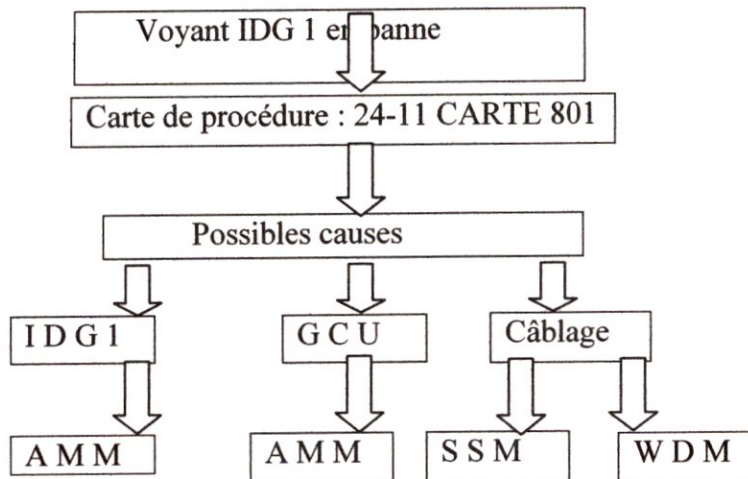 Voyant IDG 1 en panne
Carte de procédure : 24-11 CARTE 801
Possibles causes
I D G 1
G C U
Câblage
A M M
A M M
S S M
W D M